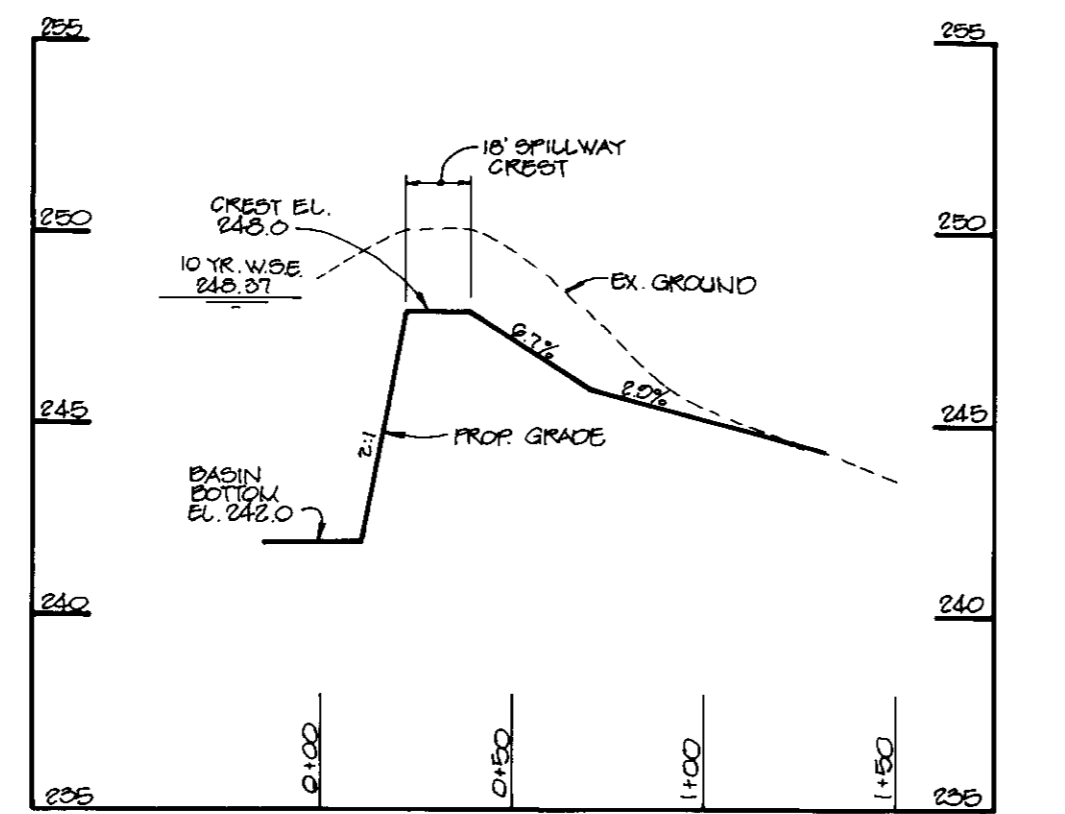 255
255
18' SPILLWAY
CREST
CREST EL.
248.0
250
250
10 YR. W.S.E.
248.37
EX. GROUND
6.7%
2.9%
245
245
2:1
PROP. GRADE
BASIN
BOTTOM
EL. 242.0
240
240
0+00
0+50
1+00
1+50
235
235